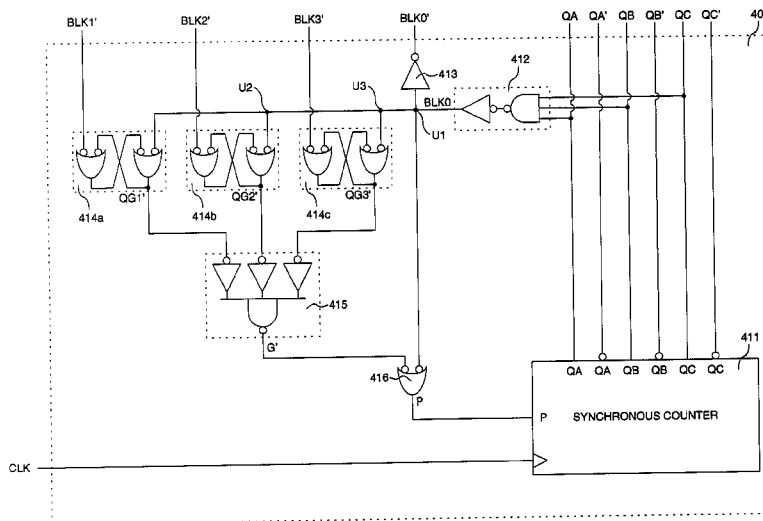 BLK1' BLK2' BLK3' BLK0' QA QA' QB QB' QC QC'
40
413
412
U2 U3 BLK0
U1
QG1' QG2' QG3'
414a 414b 414c
415
G'
416
P
411
QA QA QB QB QC QC
P SYNCHRONOUS COUNTER
CLK